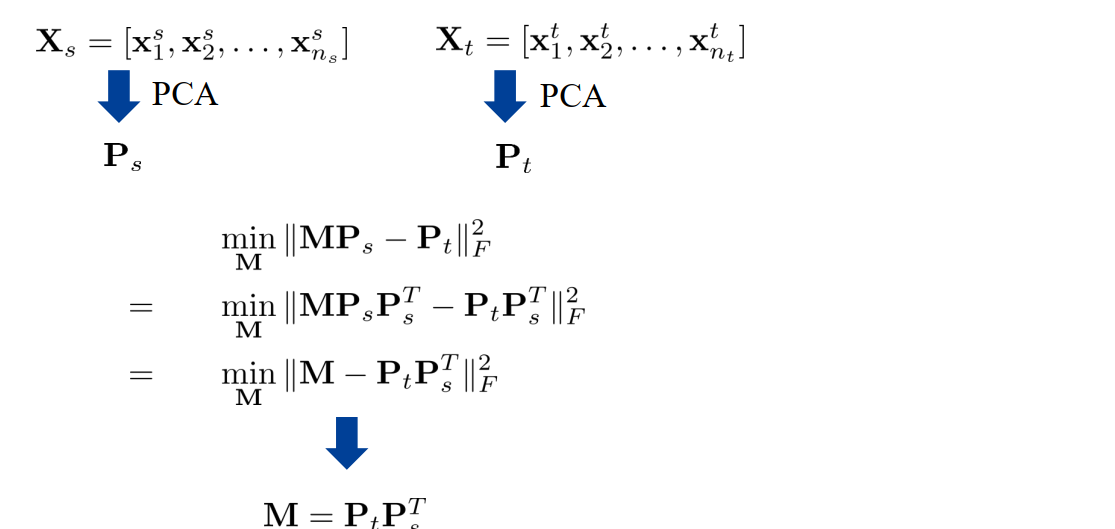 $\mathbf{X}_s = [\mathbf{x}_1^s, \mathbf{x}_2^s, \ldots, \mathbf{x}_{n_s}^s]$ $\mathbf{X}_t = [\mathbf{x}_1^t, \mathbf{x}_2^t, \ldots, \mathbf{x}_{n_t}^t]$
PCA PCA
$\mathbf{P}_s$ $\mathbf{P}_t$
$\min_{\mathbf{M}} \|\mathbf{M}\mathbf{P}_s - \mathbf{P}_t\|_F^2$
$= \min_{\mathbf{M}} \|\mathbf{M}\mathbf{P}_s\mathbf{P}_s^T - \mathbf{P}_t\mathbf{P}_s^T\|_F^2$
$= \min_{\mathbf{M}} \|\mathbf{M} - \mathbf{P}_t\mathbf{P}_s^T\|_F^2$
$\mathbf{M} = \mathbf{P}_t\mathbf{P}_s^T$